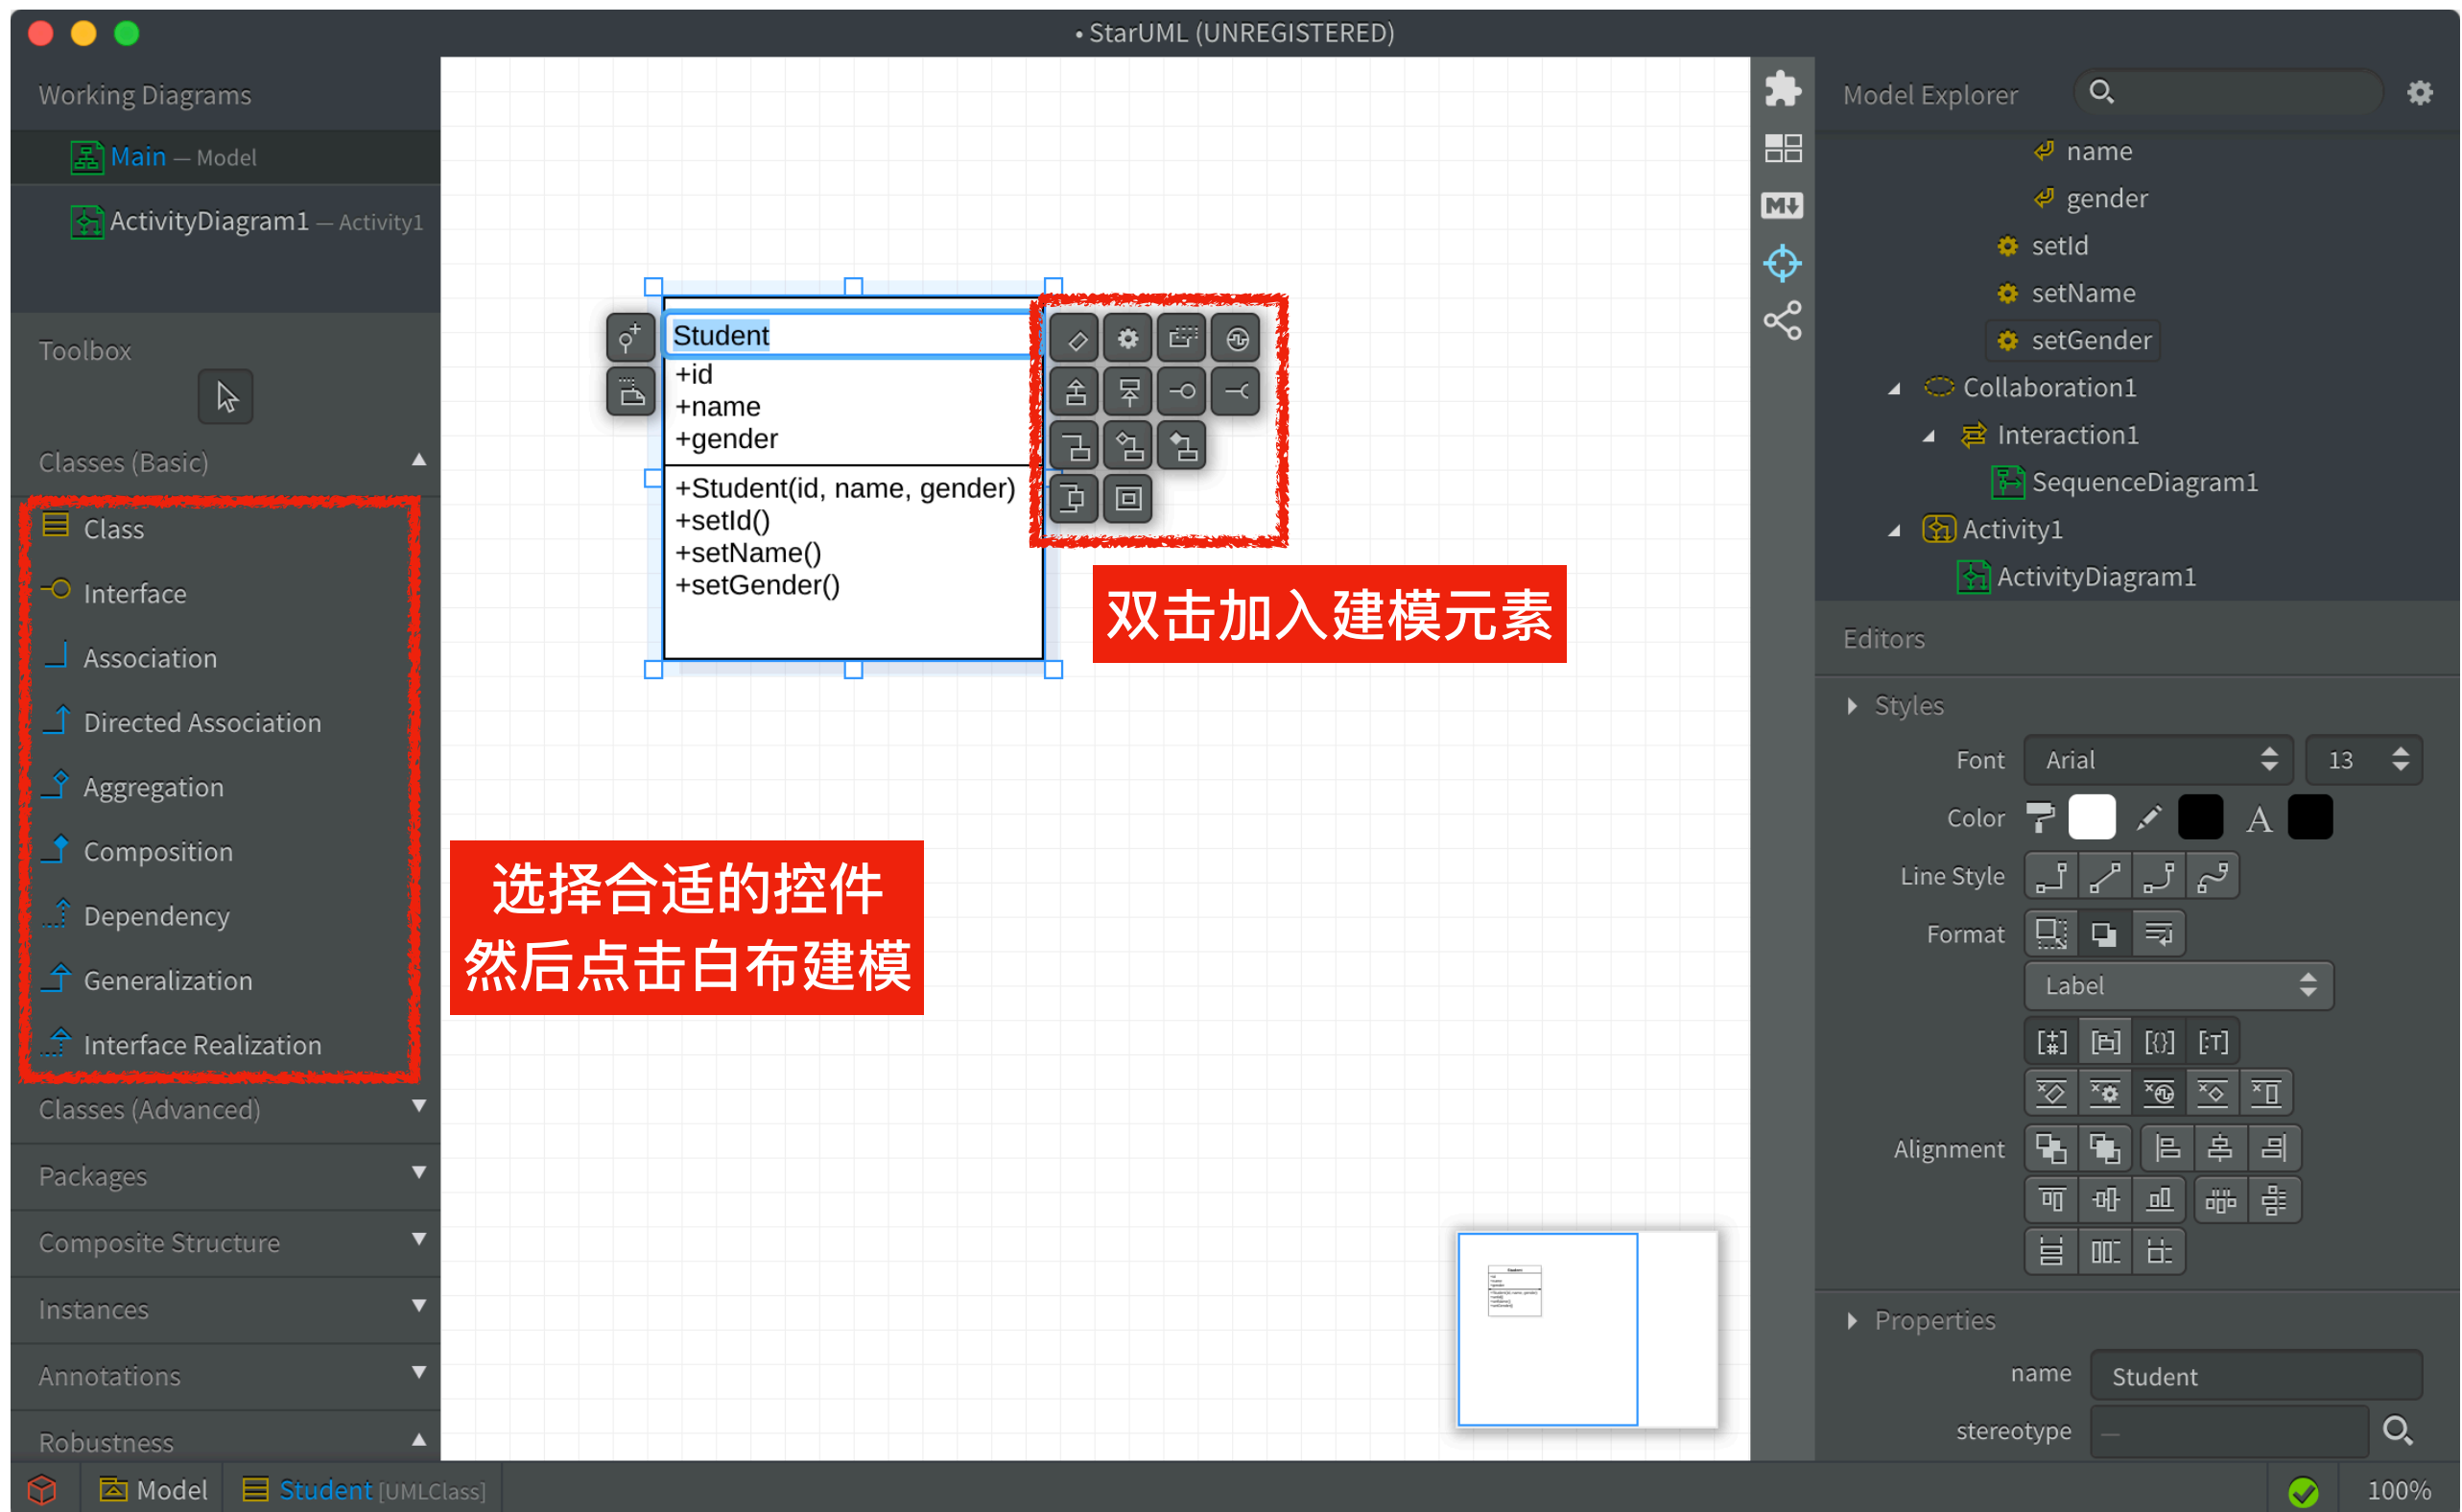 • StarUML (UNREGISTERED)
Working Diagrams
Main — Model
ActivityDiagram1 — Activity1
Toolbox
Classes (Basic)
Class
Interface
Association
Directed Association
Aggregation
Composition
Dependency
Generalization
Interface Realization
Classes (Advanced)
Packages
Composite Structure
Instances
Annotations
Robustness
Student
+id
+name
+gender
+Student(id, name, gender)
+setId()
+setName()
+setGender()
双击加入建模元素
选择合适的控件
然后点击白布建模
M
Model Explorer
name
gender
setId
setName
setGender
Collaboration1
Interaction1
SequenceDiagram1
Activity1
ActivityDiagram1
Editors
Styles
Font Arial 13
Color A
Line Style
Format
Label
Alignment
Properties
name Student
stereotype —
Model Student [UMLClass] 100%